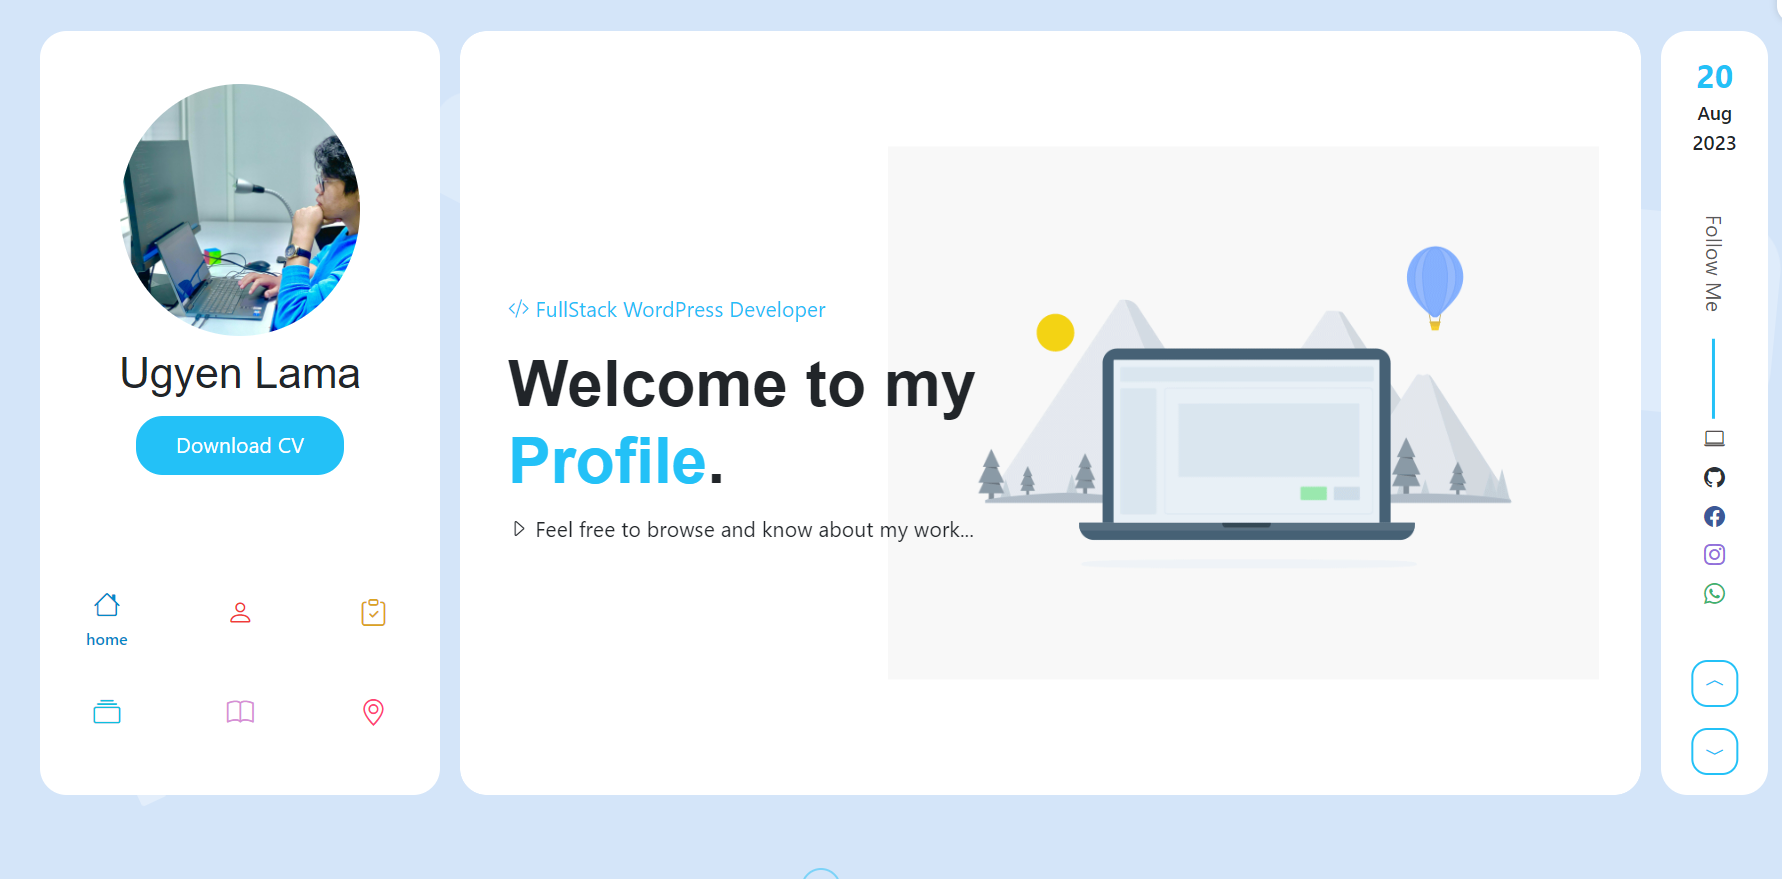 Ugyen Lama
Download CV
home
</> FullStack WordPress Developer
Welcome to my
Profile.
Feel free to browse and know about my work...
20
Aug
2023
Follow Me